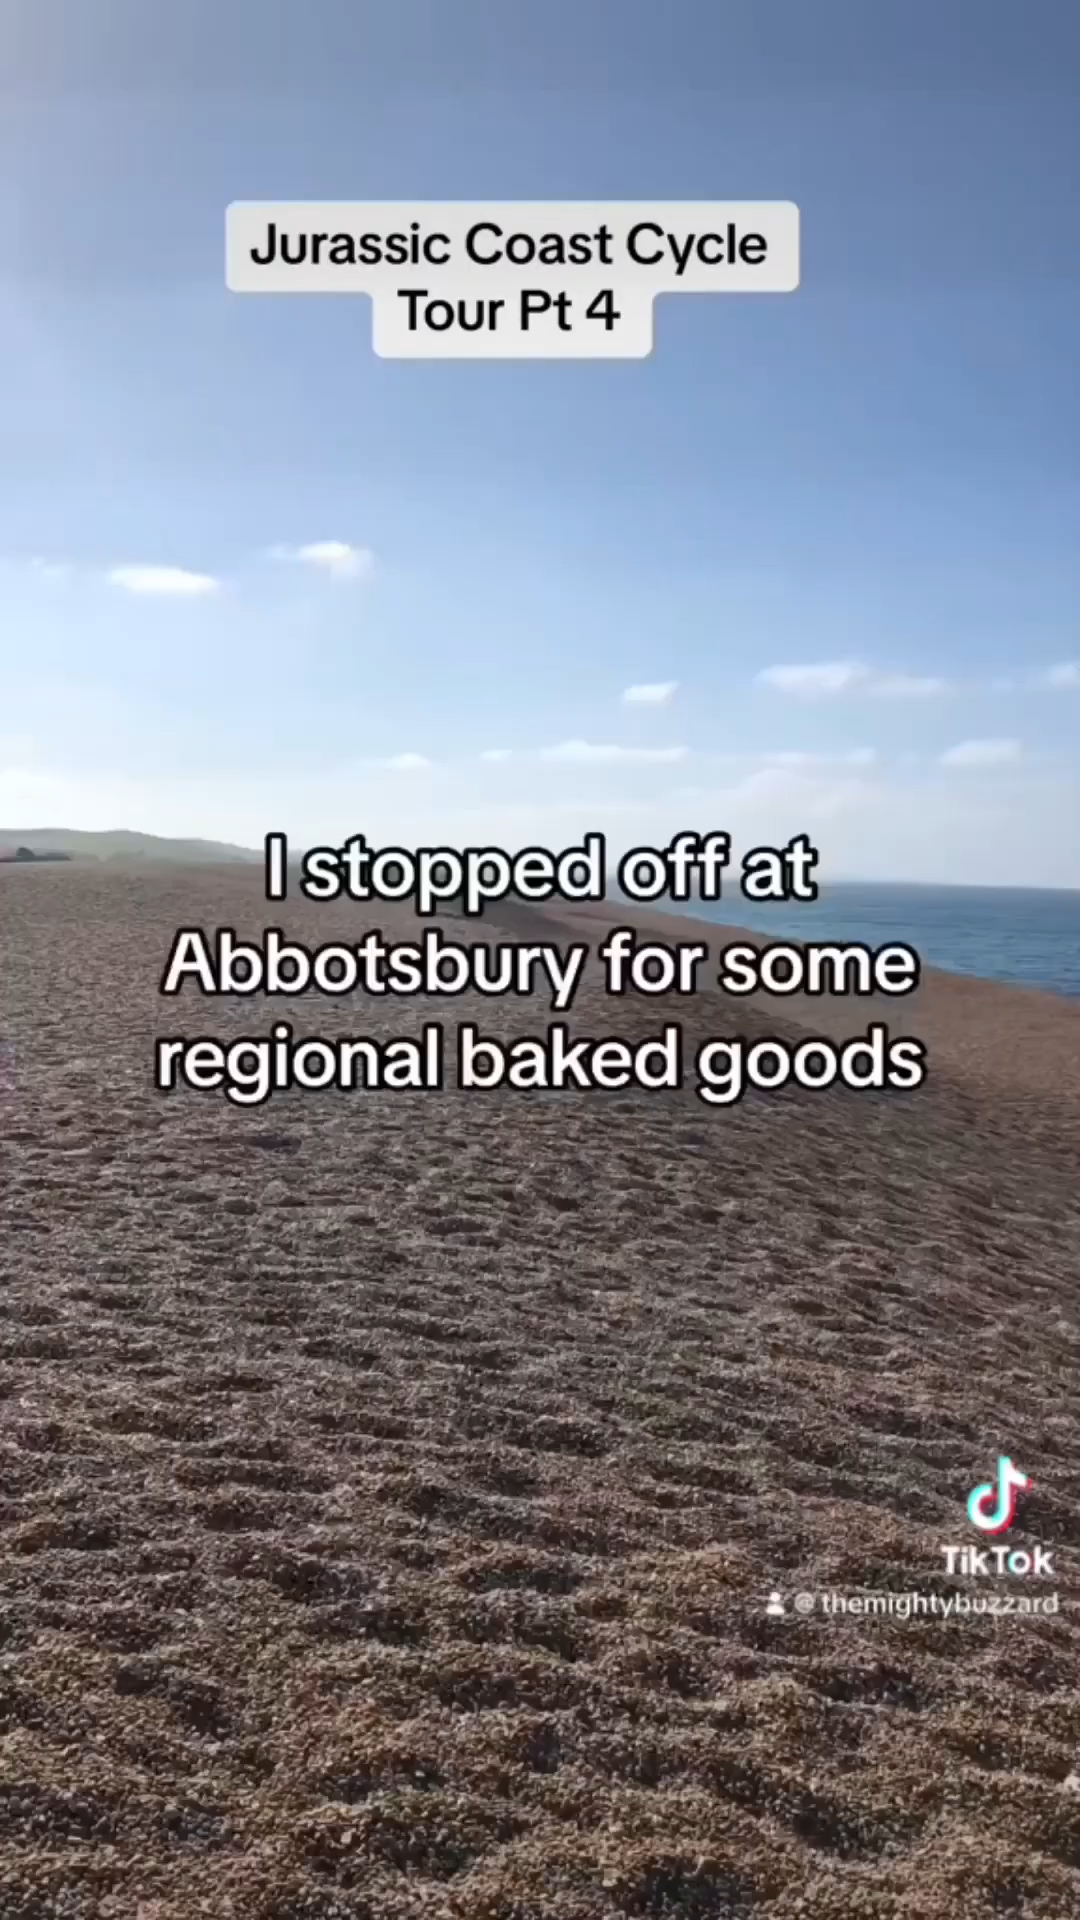 Jurassic Coast Cycle
Tour Pt 4
I stopped off at
Abbotsbury for some
regional baked goods
TikTok
@themightybuzzard